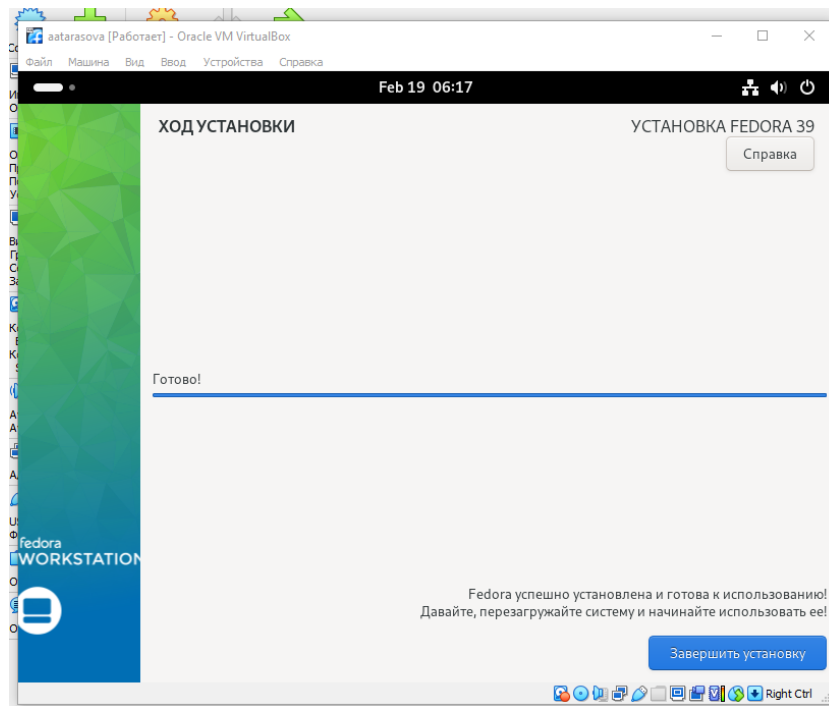 aatarasova [Работает] - Oracle VM VirtualBox
Файл Машина Вид Ввод Устройства Справка
Feb 19 06:17
ХОД УСТАНОВКИ
УСТАНОВКА FEDORA 39
Справка
Готово!
fedora
WORKSTATION
Fedora успешно установлена и готова к использованию!
Давайте, перезагружайте систему и начинайте использовать ее!
Завершить установку
Right Ctrl